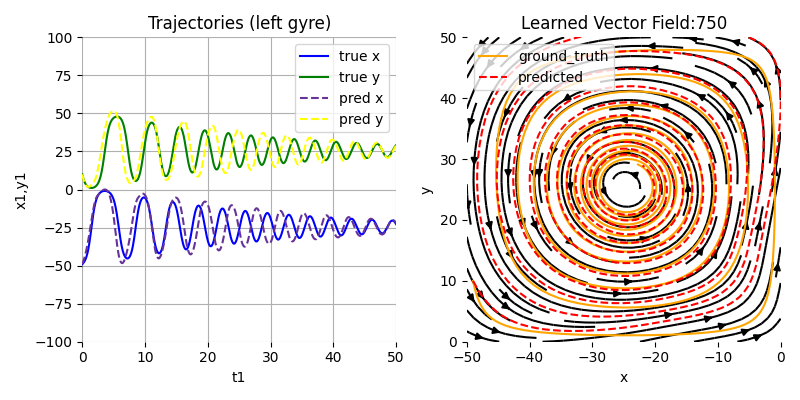 Trajectories (left gyre)
100
75
50
25
0
−25
−50
−75
−100
x1,y1
0 10 20 30 40 50
t1
true x
true y
pred x
pred y
Learned Vector Field:750
50
40
30
20
10
0
y
−50 −40 −30 −20 −10 0
x
ground_truth
predicted